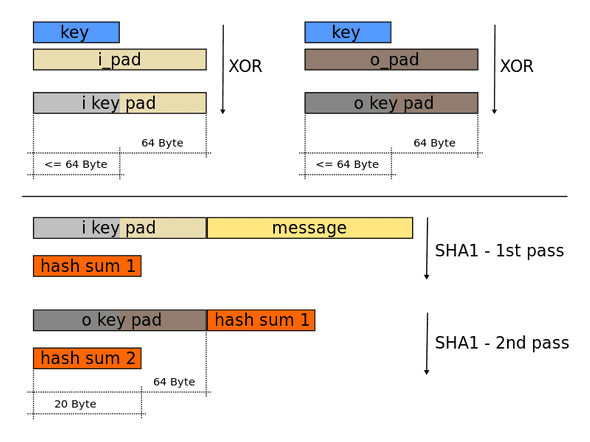 key
i_pad
XOR
i key pad
64 Byte
<= 64 Byte
key
o_pad
XOR
o key pad
64 Byte
<= 64 Byte
i key pad message
SHA1 - 1st pass
hash sum 1
o key pad hash sum 1
SHA1 - 2nd pass
hash sum 2
64 Byte
20 Byte